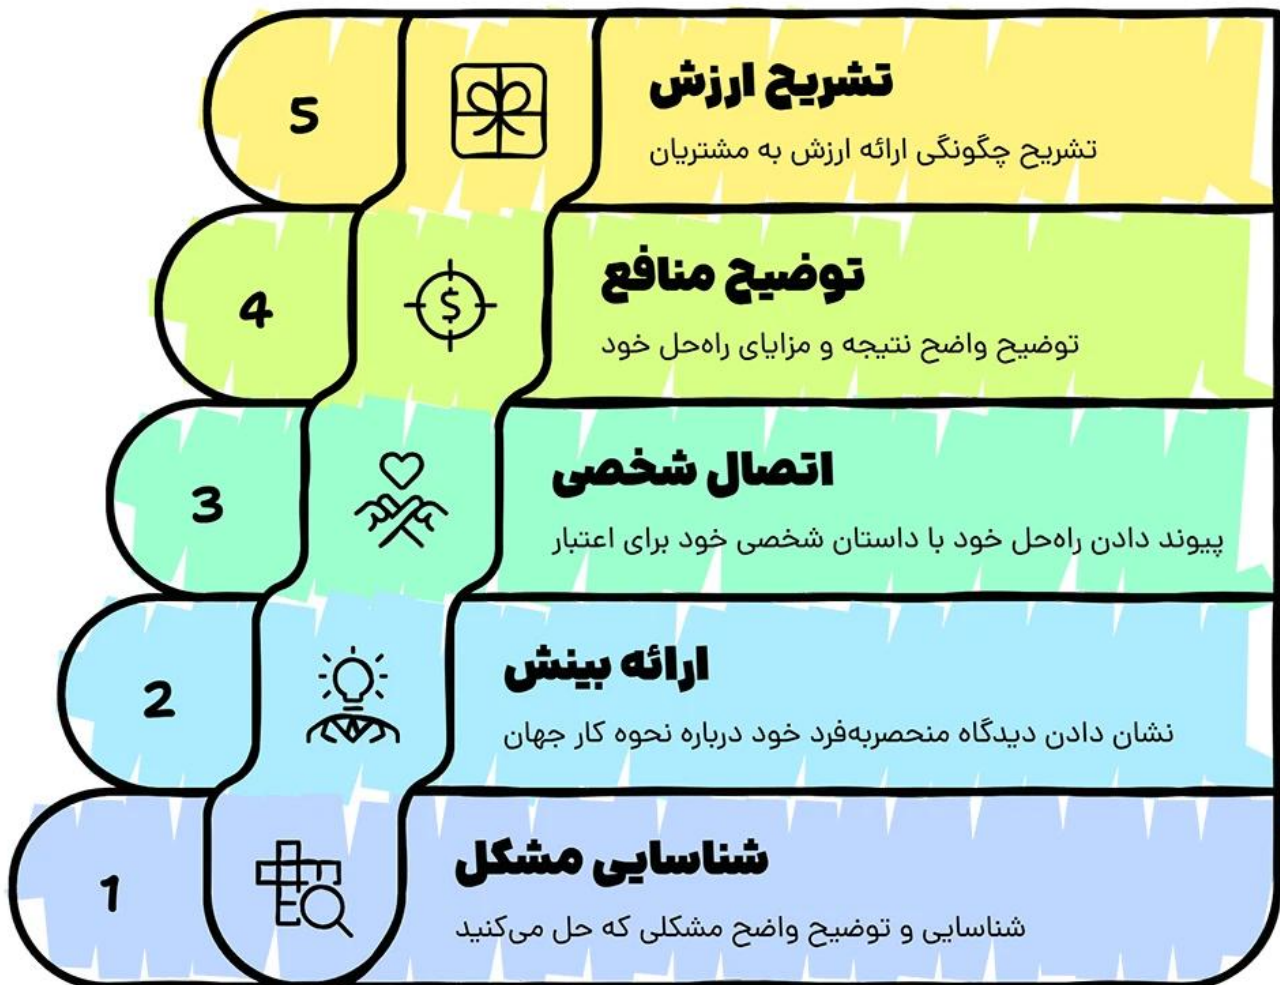 5
تشریح ارزش
تشریح چگونگی ارائه ارزش به مشتریان
4
توضیح منافع
توضیح واضح نتیجه و مزایای راه‌حل خود
3
اتصال شخصی
پیوند دادن راه‌حل خود با داستان شخصی خود برای اعتبار
2
ارائه بینش
نشان دادن دیدگاه منحصربه‌فرد خود درباره نحوه کار جهان
1
شناسایی مشکل
شناسایی و توضیح واضح مشکلی که حل می‌کنید